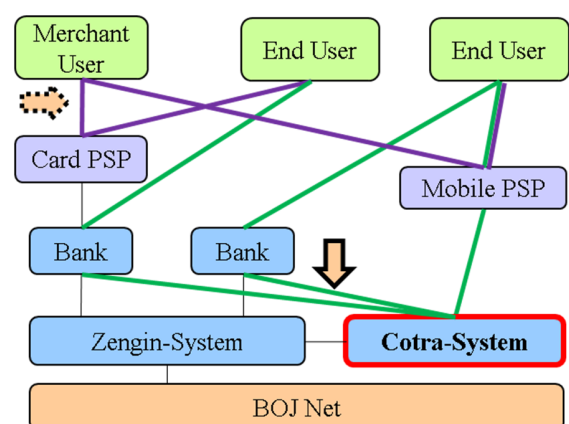 Merchant
User
End User
End User
Card PSP
Mobile PSP
Bank
Bank
Zengin-System
Cotra-System
BOJ Net